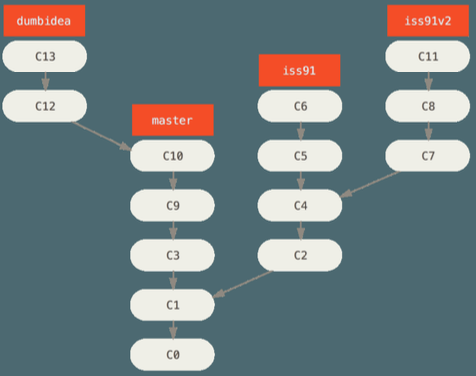 dumbidea
C13
C12
master
C10
C9
C3
C1
C0
iss91
C6
C5
C4
C2
iss91v2
C11
C8
C7